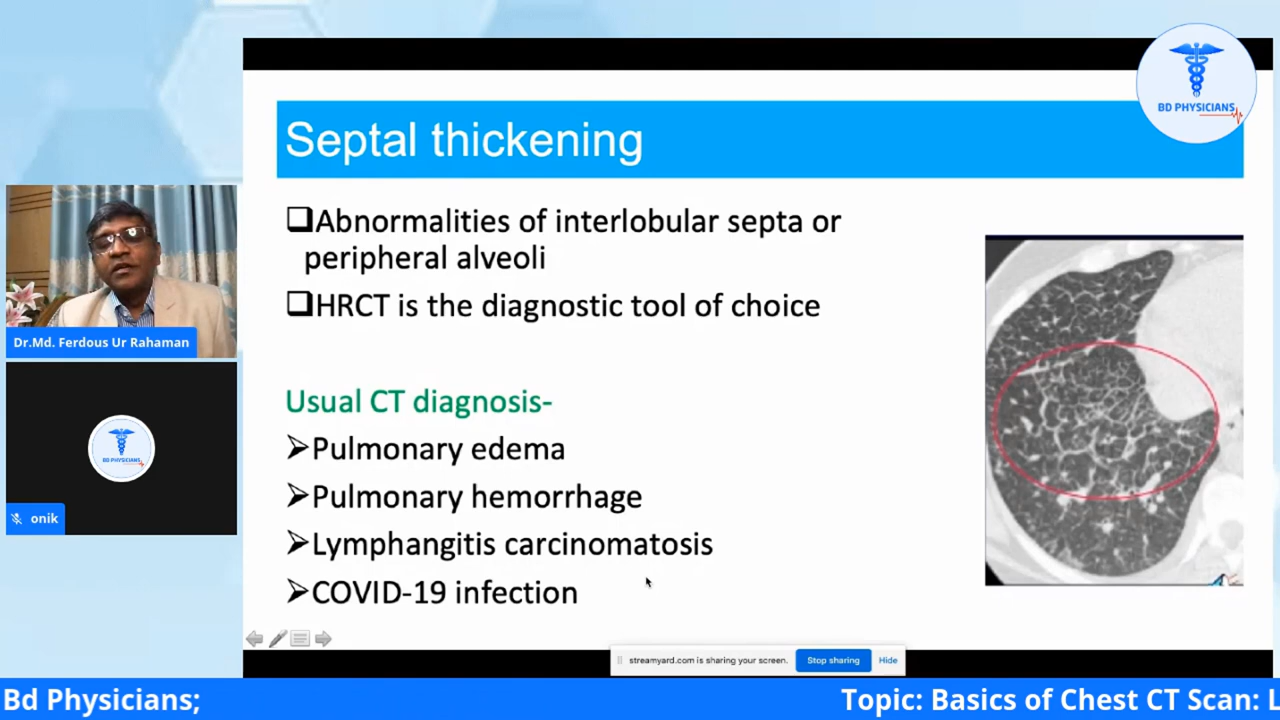 BD PHYSICIANS
Septal thickening
Abnormalities of interlobular septa or
peripheral alveoli
HRCT is the diagnostic tool of choice
Usual CT diagnosis-
Pulmonary edema
Pulmonary hemorrhage
Lymphangitis carcinomatosis
COVID-19 infection
Dr.Md. Ferdous Ur Rahaman
BD PHYSICIANS
onik
streamyard.com is sharing your screen.
Stop sharing
Hide
Bd Physicians;
Topic: Basics of Chest CT Scan: L